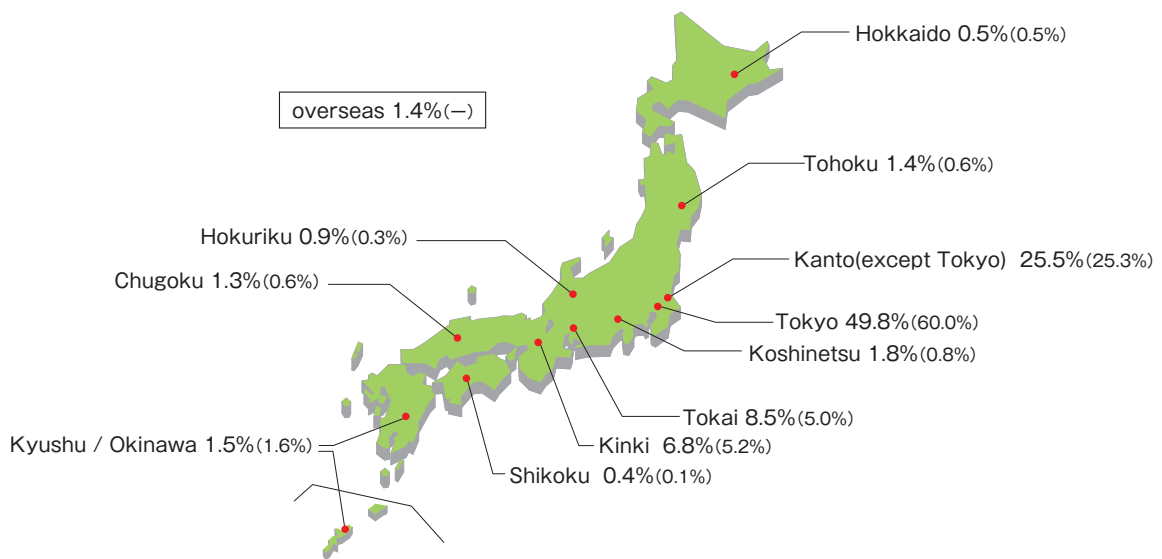 Hokkaido 0.5%(0.5%)
overseas 1.4%(—)
Tohoku 1.4%(0.6%)
Hokuriku 0.9%(0.3%)
Kanto(except Tokyo) 25.5%(25.3%)
Chugoku 1.3%(0.6%)
Tokyo 49.8%(60.0%)
Koshinetsu 1.8%(0.8%)
Tokai 8.5%(5.0%)
Kyushu / Okinawa 1.5%(1.6%)
Kinki 6.8%(5.2%)
Shikoku 0.4%(0.1%)